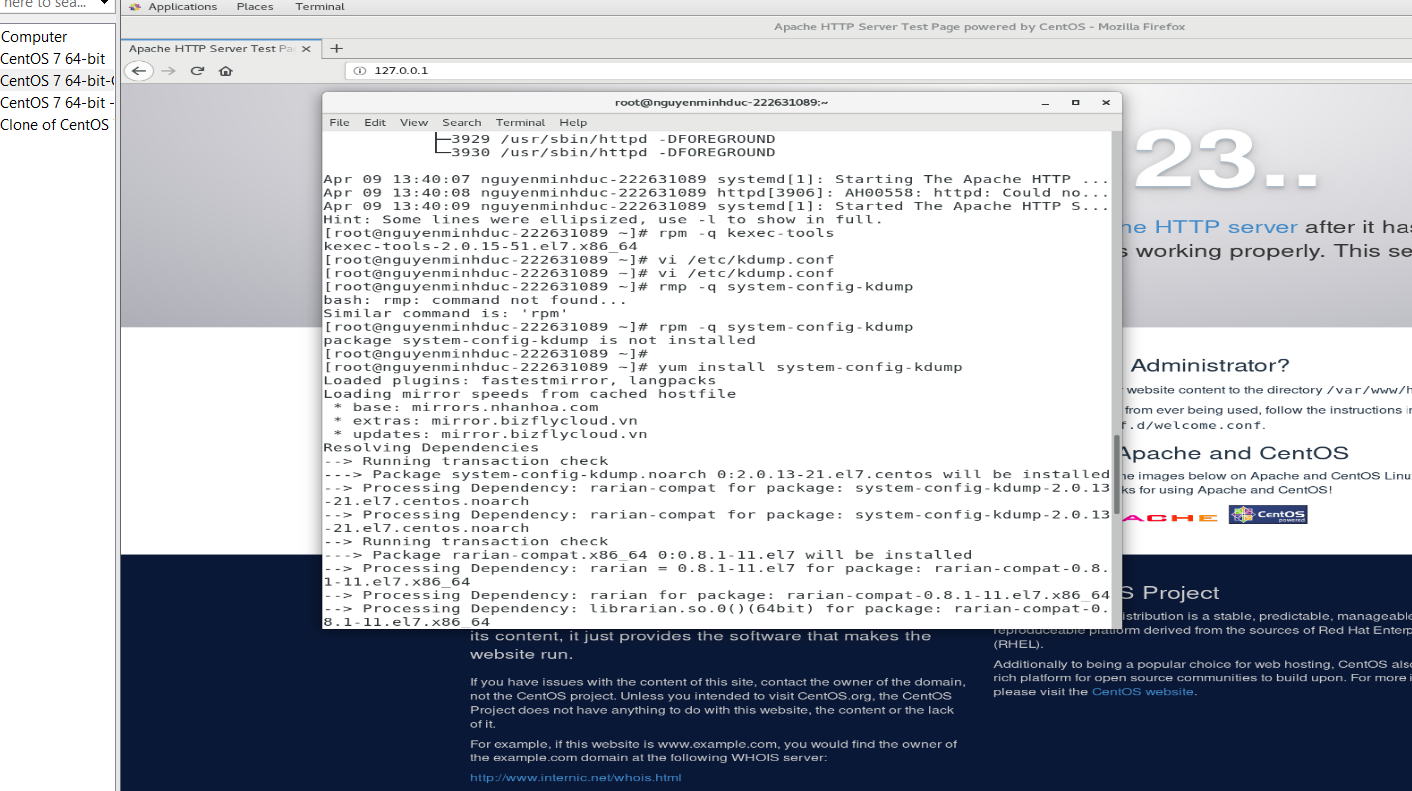 here to sea...
Computer
CentOS 7 64-bit
CentOS 7 64-bit-
CentOS 7 64-bit -
Clone of CentOS
Applications Places Terminal
Apache HTTP Server Test Page powered by CentOS - Mozilla Firefox
Apache HTTP Server Test Pa
127.0.0.1
root@nguyenminhduc-222631089:~
File Edit View Search Terminal Help
├─3929 /usr/sbin/httpd -DFOREGROUND
└─3930 /usr/sbin/httpd -DFOREGROUND
Apr 09 13:40:07 nguyenminhduc-222631089 systemd[1]: Starting The Apache HTTP ...
Apr 09 13:40:08 nguyenminhduc-222631089 httpd[3906]: AH00558: httpd: Could no...
Apr 09 13:40:09 nguyenminhduc-222631089 systemd[1]: Started The Apache HTTP S...
Hint: Some lines were ellipsized, use -l to show in full.
[root@nguyenminhduc-222631089 ~]# rpm -q kexec-tools
kexec-tools-2.0.15-51.el7.x86_64
[root@nguyenminhduc-222631089 ~]# vi /etc/kdump.conf
[root@nguyenminhduc-222631089 ~]# vi /etc/kdump.conf
[root@nguyenminhduc-222631089 ~]# rmp -q system-config-kdump
bash: rmp: command not found...
Similar command is: 'rpm'
[root@nguyenminhduc-222631089 ~]# rpm -q system-config-kdump
package system-config-kdump is not installed
[root@nguyenminhduc-222631089 ~]#
[root@nguyenminhduc-222631089 ~]# yum install system-config-kdump
Loaded plugins: fastestmirror, langpacks
Loading mirror speeds from cached hostfile
* base: mirrors.nhanhoa.com
* extras: mirror.bizflycloud.vn
* updates: mirror.bizflycloud.vn
Resolving Dependencies
--> Running transaction check
---> Package system-config-kdump.noarch 0:2.0.13-21.el7.centos will be installed
--> Processing Dependency: rarian-compat for package: system-config-kdump-2.0.13
-21.el7.centos.noarch
--> Processing Dependency: rarian-compat for package: system-config-kdump-2.0.13
-21.el7.centos.noarch
--> Running transaction check
---> Package rarian-compat.x86_64 0:0.8.1-11.el7 will be installed
--> Processing Dependency: rarian = 0.8.1-11.el7 for package: rarian-compat-0.8.
1-11.el7.x86_64
--> Processing Dependency: rarian for package: rarian-compat-0.8.1-11.el7.x86_64
--> Processing Dependency: librarian.so.0()(64bit) for package: rarian-compat-0.
8.1-11.el7.x86_64
23..
he HTTP server after it has
s working properly. This se
Administrator?
website content to the directory /var/www/h
from ever being used, follow the instructions in
f.d/welcome.conf.
Apache and CentOS
he images below on Apache and CentOS Linu
ks for using Apache and CentOS!
ACHE
CentOS
powered
its content, it just provides the software that makes the
website run.
If you have issues with the content of this site, contact the owner of the domain,
not the CentOS project. Unless you intended to visit CentOS.org, the CentOS
Project does not have anything to do with this website, the content or the lack
of it.
For example, if this website is www.example.com, you would find the owner of
the example.com domain at the following WHOIS server:
http://www.internic.net/whois.html
S Project
istribution is a stable, predictable, manageable
reproduceable platform derived from the sources of Red Hat Enterp
(RHEL).
Additionally to being a popular choice for web hosting, CentOS also
rich platform for open source communities to build upon. For more i
please visit the CentOS website.